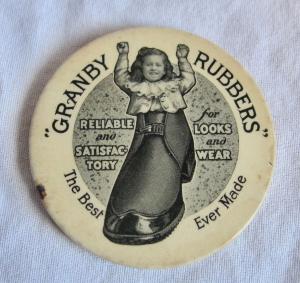 "GRANBY RUBBERS"
RELIABLE
and
SATISFAC-
TORY
for
LOOKS
and
WEAR
The Best Ever Made